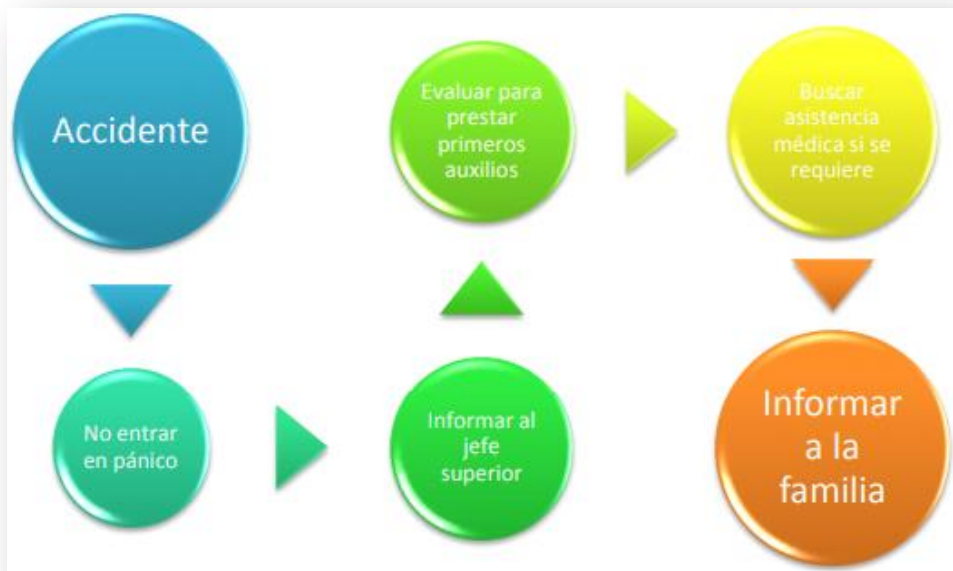 Accidente
No entrar
en pánico
Informar al
jefe
superior
Evaluar para
prestar
primeros
auxilios
Buscar
asistencia
médica si se
requiere
Informar
a la
familia